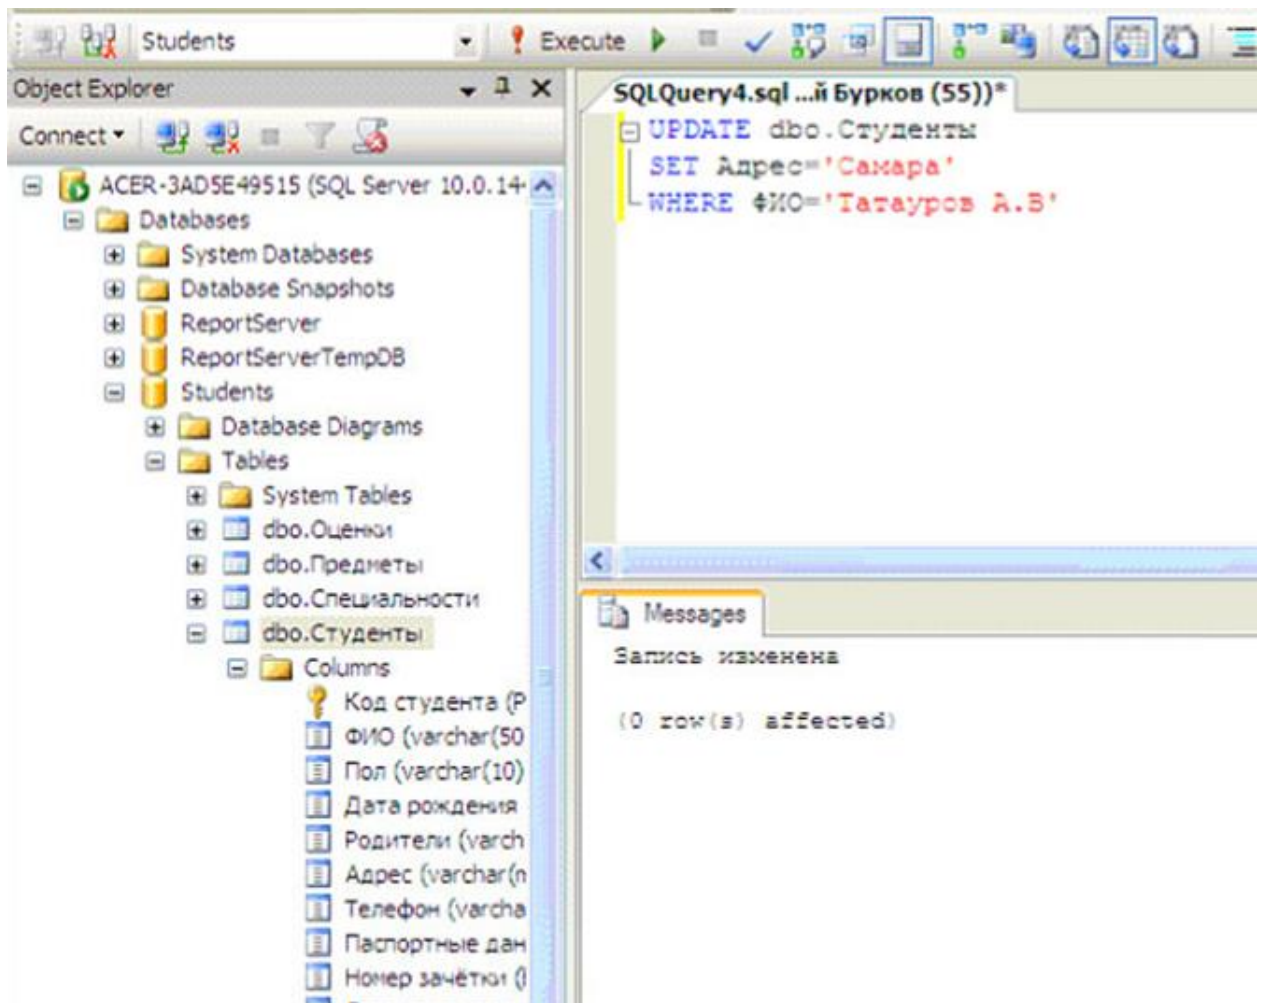 Students
Execute
Object Explorer
Connect
ACER-3AD5E49515 (SQL Server 10.0.14
Databases
System Databases
Database Snapshots
ReportServer
ReportServerTempDB
Students
Database Diagrams
Tables
System Tables
dbo.Оценки
dbo.Предметы
dbo.Специальности
dbo.Студенты
Columns
Код студента (P
ФИО (varchar(50
Пол (varchar(10)
Дата рождения
Родители (varch
Адрес (varchar(п
Телефон (varcha
Паспортные дан
Номер зачётки (
SQLQuery4.sql ...й Бурков (55))*
UPDATE dbo.Студенты
SET Адрес='Самара'
WHERE ФИО='Татауров А.В'
Messages
Запись изменена
(0 row(s) affected)